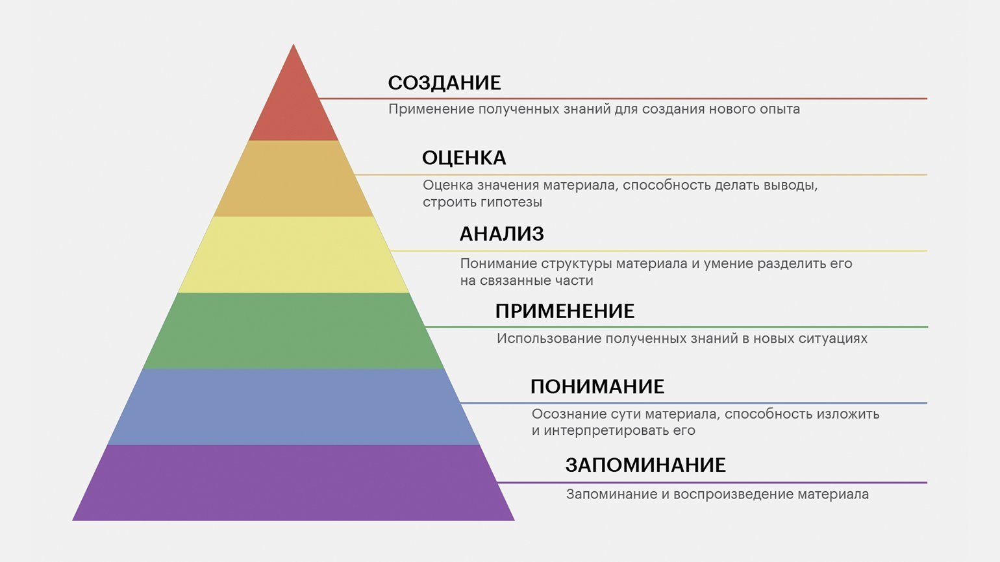 СОЗДАНИЕ
Применение полученных знаний для создания нового опыта
ОЦЕНКА
Оценка значения материала, способность делать выводы,
строить гипотезы
АНАЛИЗ
Понимание структуры материала и умение разделить его
на связанные части
ПРИМЕНЕНИЕ
Использование полученных знаний в новых ситуациях
ПОНИМАНИЕ
Осознание сути материала, способность изложить
и интерпретировать его
ЗАПОМИНАНИЕ
Запоминание и воспроизведение материала